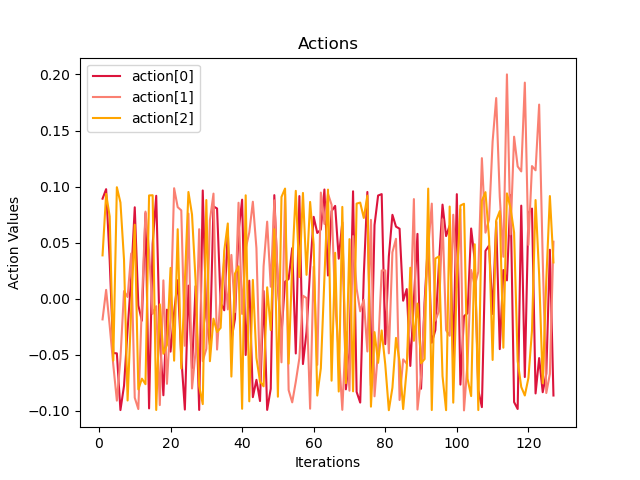 Actions
action[0]
action[1]
action[2]
0.20
0.15
0.10
0.05
0.00
−0.05
−0.10
Action Values
0 20 40 60 80 100 120
Iterations